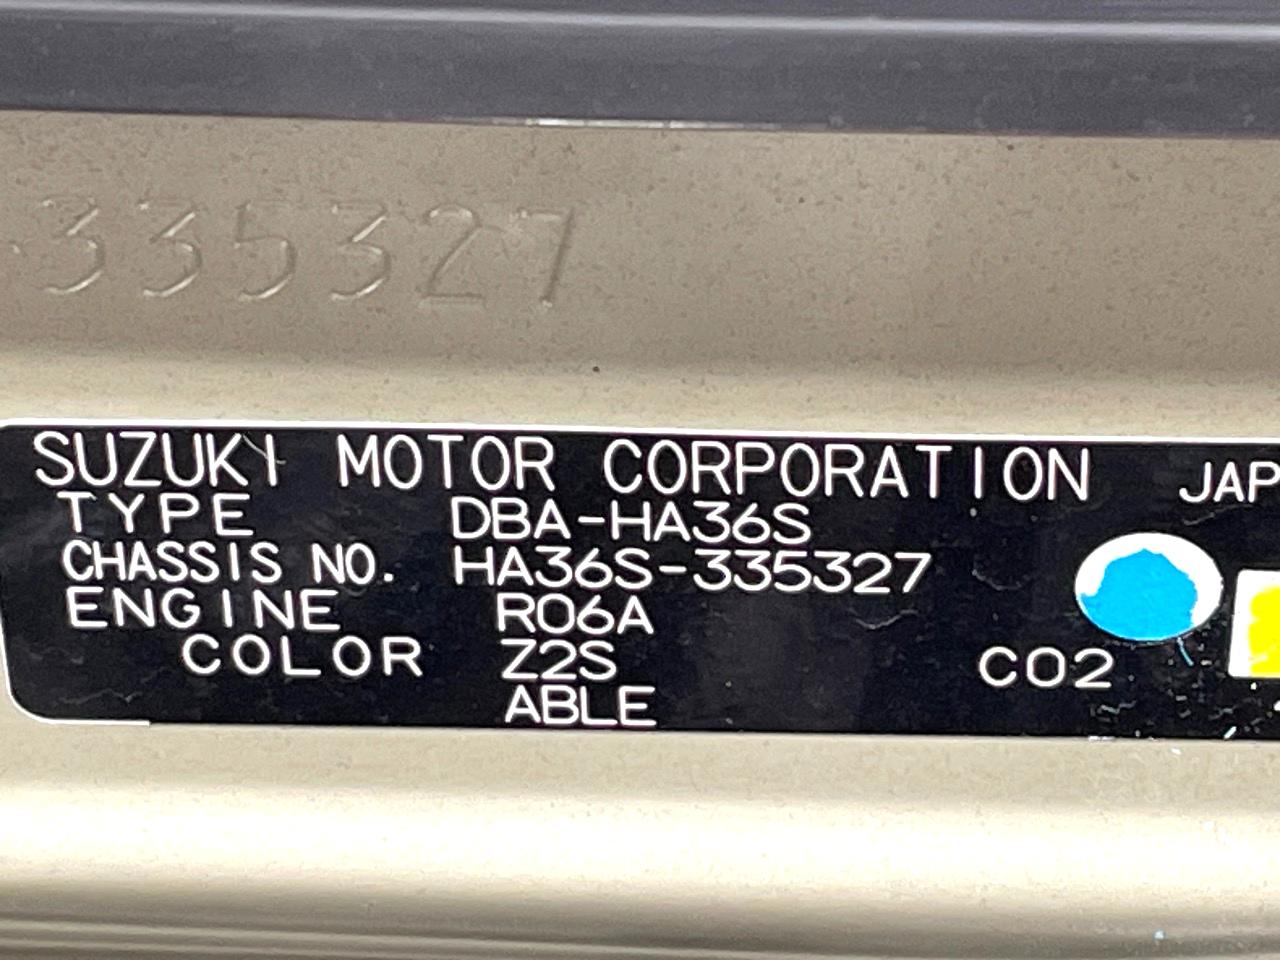 335327
SUZUKI MOTOR CORPORATION JAP
TYPE DBA-HA36S
CHASSIS NO. HA36S-335327
ENGINE R06A
COLOR Z2S CO2
ABLE